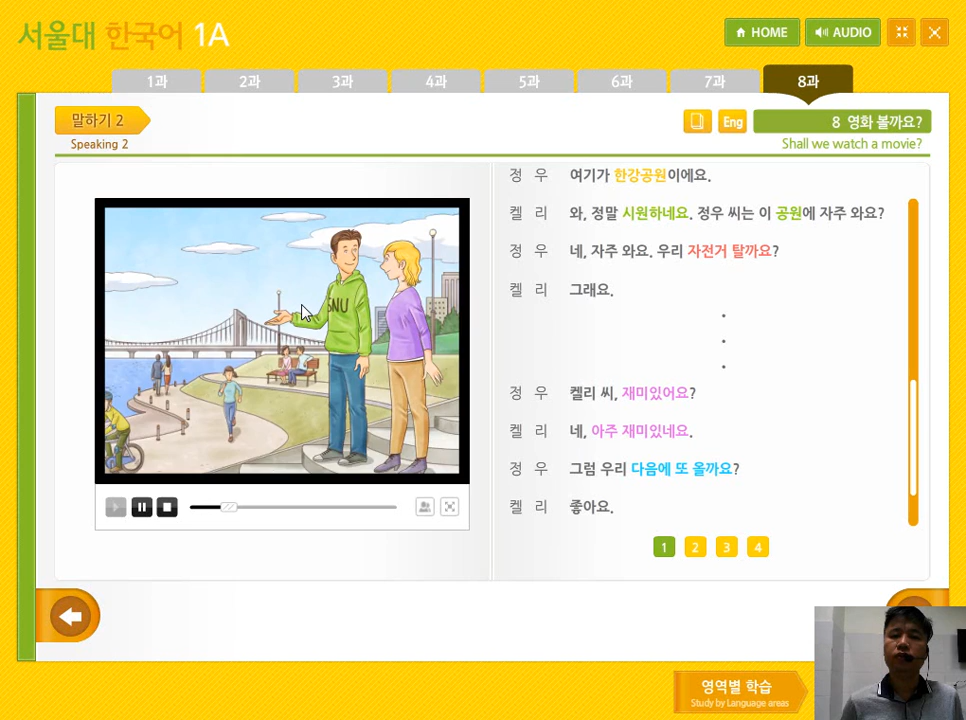 서울대 한국어 1A
HOME
AUDIO
1과
2과
3과
4과
5과
6과
7과
8과
말하기 2
Speaking 2
Eng
8 영화 볼까요?
Shall we watch a movie?
정 우 여기가 한강공원이에요.
켈 리 와, 정말 시원하네요. 정우 씨는 이 공원에 자주 와요?
정 우 네, 자주 와요. 우리 자전거 탈까요?
켈 리 그래요.
정 우 켈리 씨, 재미있어요?
켈 리 네, 아주 재미있네요.
정 우 그럼 우리 다음에 또 올까요?
켈 리 좋아요.
SNU
1
2
3
4
영역별 학습
Study by Language areas